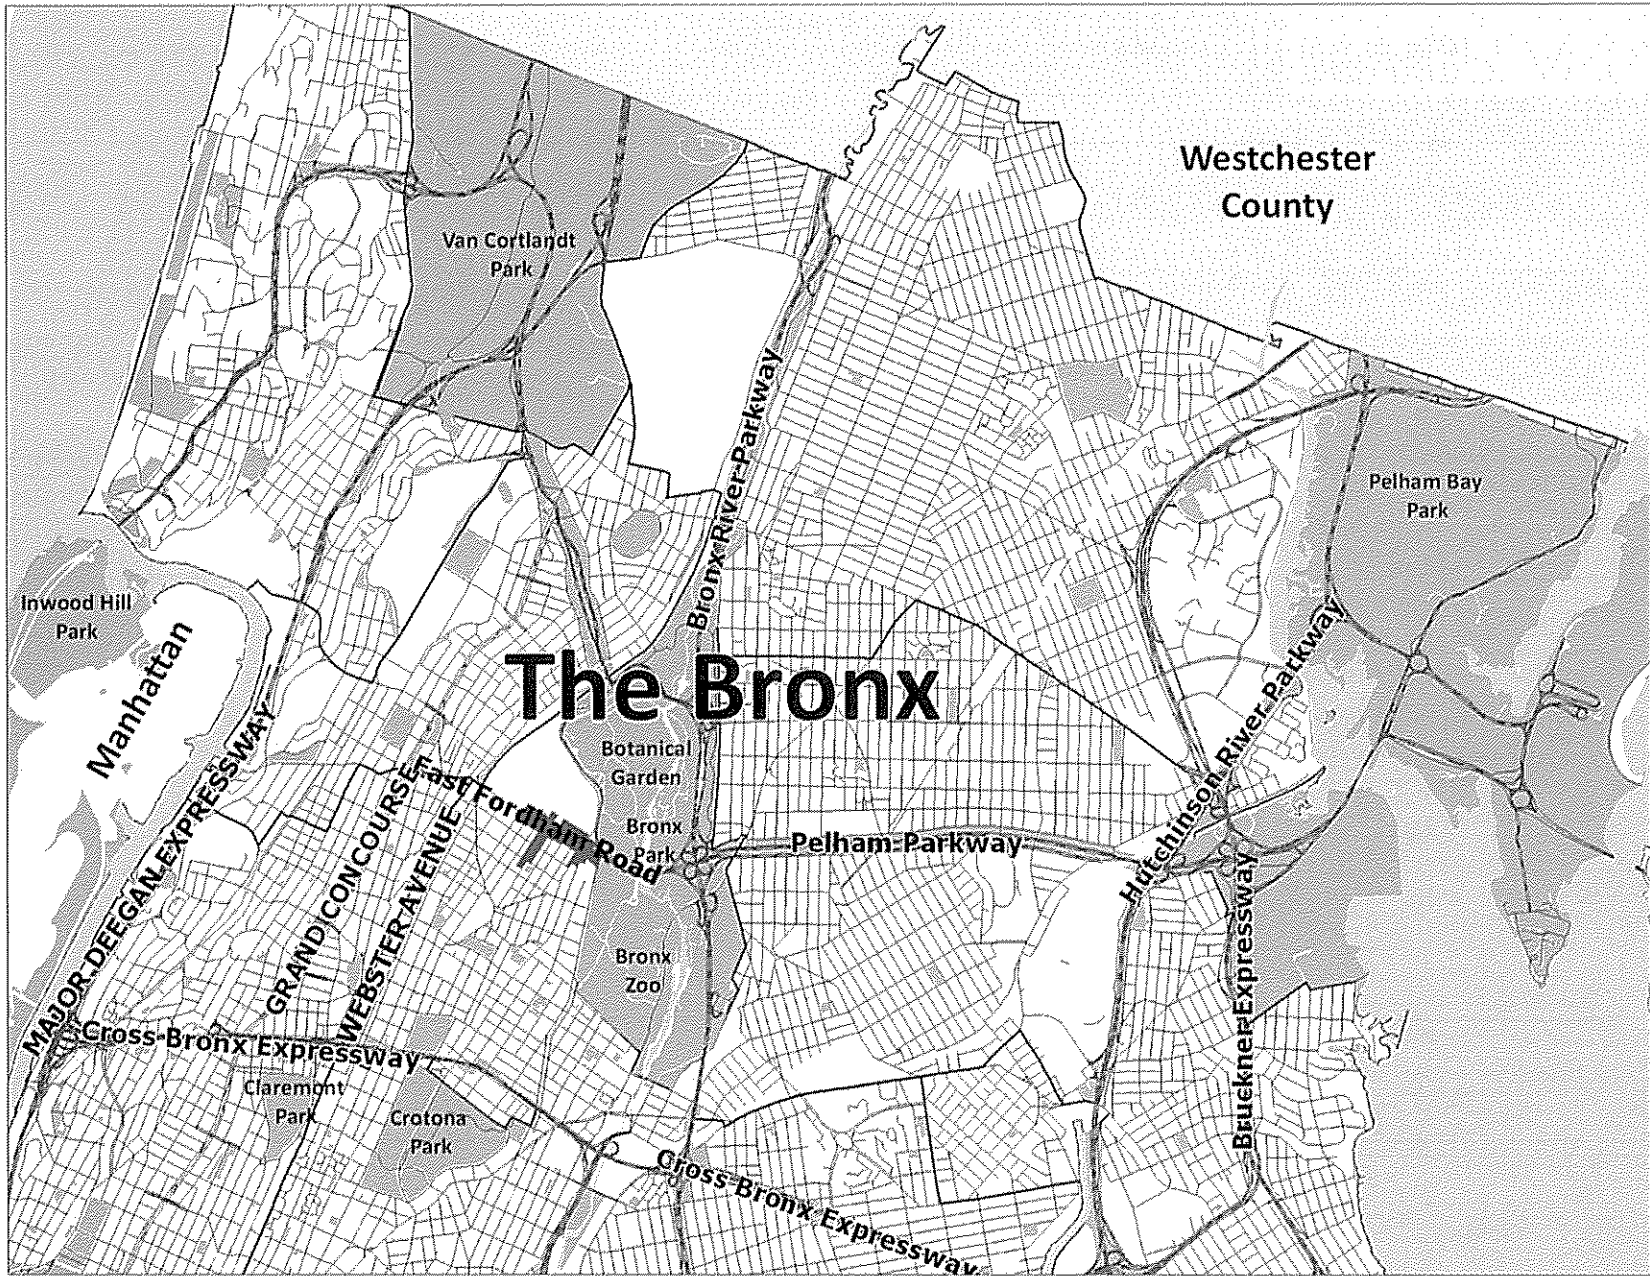 Westchester
County
Van Cortlandt
Park
Bronx River Parkway
Pelham Bay
Park
Inwood Hill
Park
Manhattan
The Bronx
Botanical
Garden
Hutchinson River Parkway
MAJOR DEEGAN EXPRESSWAY
GRAND CONCOURSE
East Fordham Road
WEBSTER AVENUE
Bronx
Park
Pelham Parkway
Bronx
Zoo
Bruckner Expressway
Cross Bronx Expressway
Claremont
Park
Crotona
Park
Cross Bronx Expressway